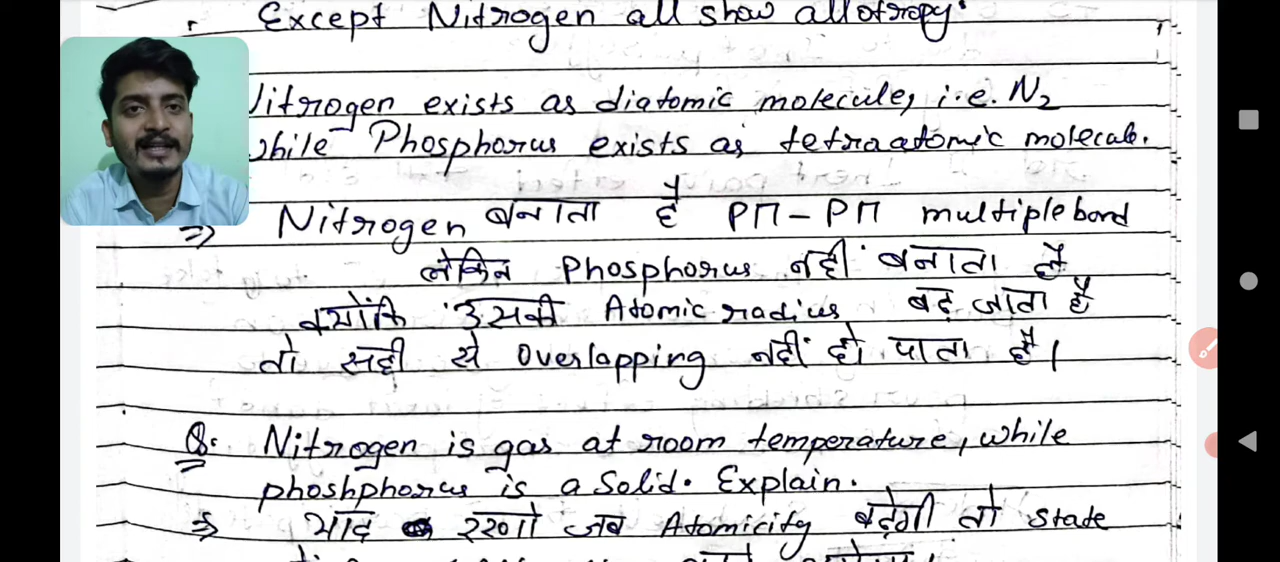 Except Nitrogen all show allotropy.
Nitrogen exists as diatomic molecule, i.e. N2
while Phosphorus exists as tetraatomic molecule.
⇒ Nitrogen बनाता है Pπ-Pπ multiple bond
लेकिन Phosphorus नहीं बनाता है
क्योंकि उसकी Atomic radius बढ़ जाता है
तो सही से Overlapping नहीं हो पाता है।
Q. Nitrogen is gas at room temperature, while
phoshphorus is a Solid. Explain.
⇒ याद रखो जब Atomicity बढ़ेगी तो State